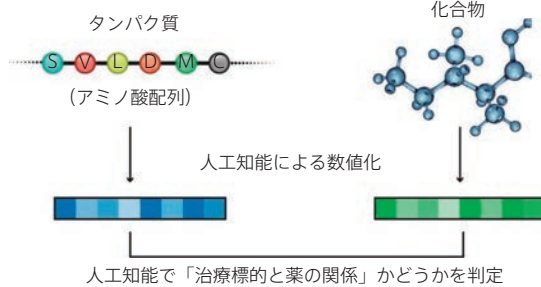 タンパク質
化合物
S V L D M C
(アミノ酸配列)
人工知能による数値化
人工知能で「治療標的と薬の関係」かどうかを判定